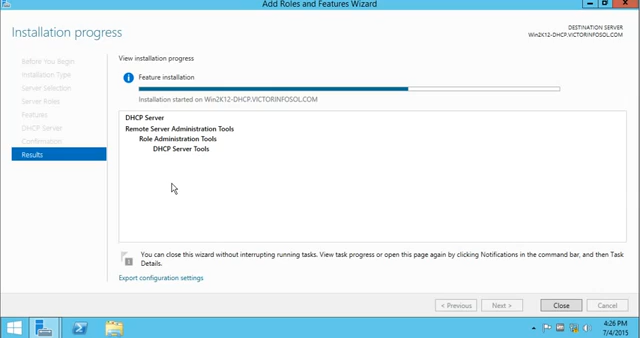 Add Roles and Features Wizard
Installation progress
DESTINATION SERVER
Win2K12-DHCP.VICTORINFOSOL.COM
Before You Begin
Installation Type
Server Selection
Server Roles
Features
DHCP Server
Confirmation
Results
View installation progress
Feature installation
Installation started on Win2K12-DHCP.VICTORINFOSOL.COM
DHCP Server
Remote Server Administration Tools
Role Administration Tools
DHCP Server Tools
You can close this wizard without interrupting running tasks. View task progress or open this page again by clicking Notifications in the command bar, and then Task
Details.
Export configuration settings
< Previous
Next >
Close
Cancel
4:26 PM
7/4/2015